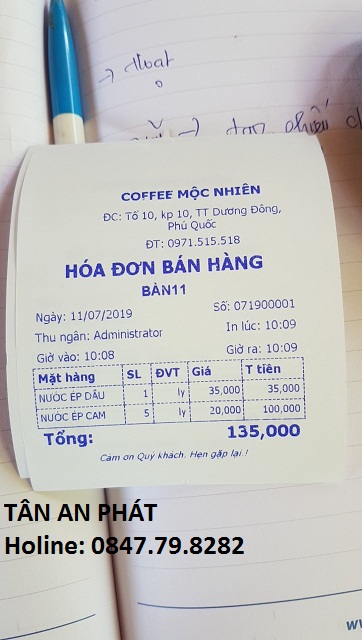 → thoat
COFFEE MỘC NHIÊN
ĐC: Tổ 10, kp 10, TT Dương Đông,
Phú Quốc
ĐT: 0971.515.518
HÓA ĐƠN BÁN HÀNG
BÀN11
Ngày: 11/07/2019 Số: 071900001
Thu ngân: Administrator In lúc: 10:09
Giờ vào: 10:08 Giờ ra: 10:09
Mặt hàng SL ĐVT Giá T tiền
NƯỚC ÉP DÂU 1 ly 35,000 35,000
NƯỚC ÉP CAM 5 ly 20,000 100,000
Tổng: 135,000
Cảm ơn Quý khách. Hẹn gặp lại.!
TÂN AN PHÁT
Holine: 0847.79.8282